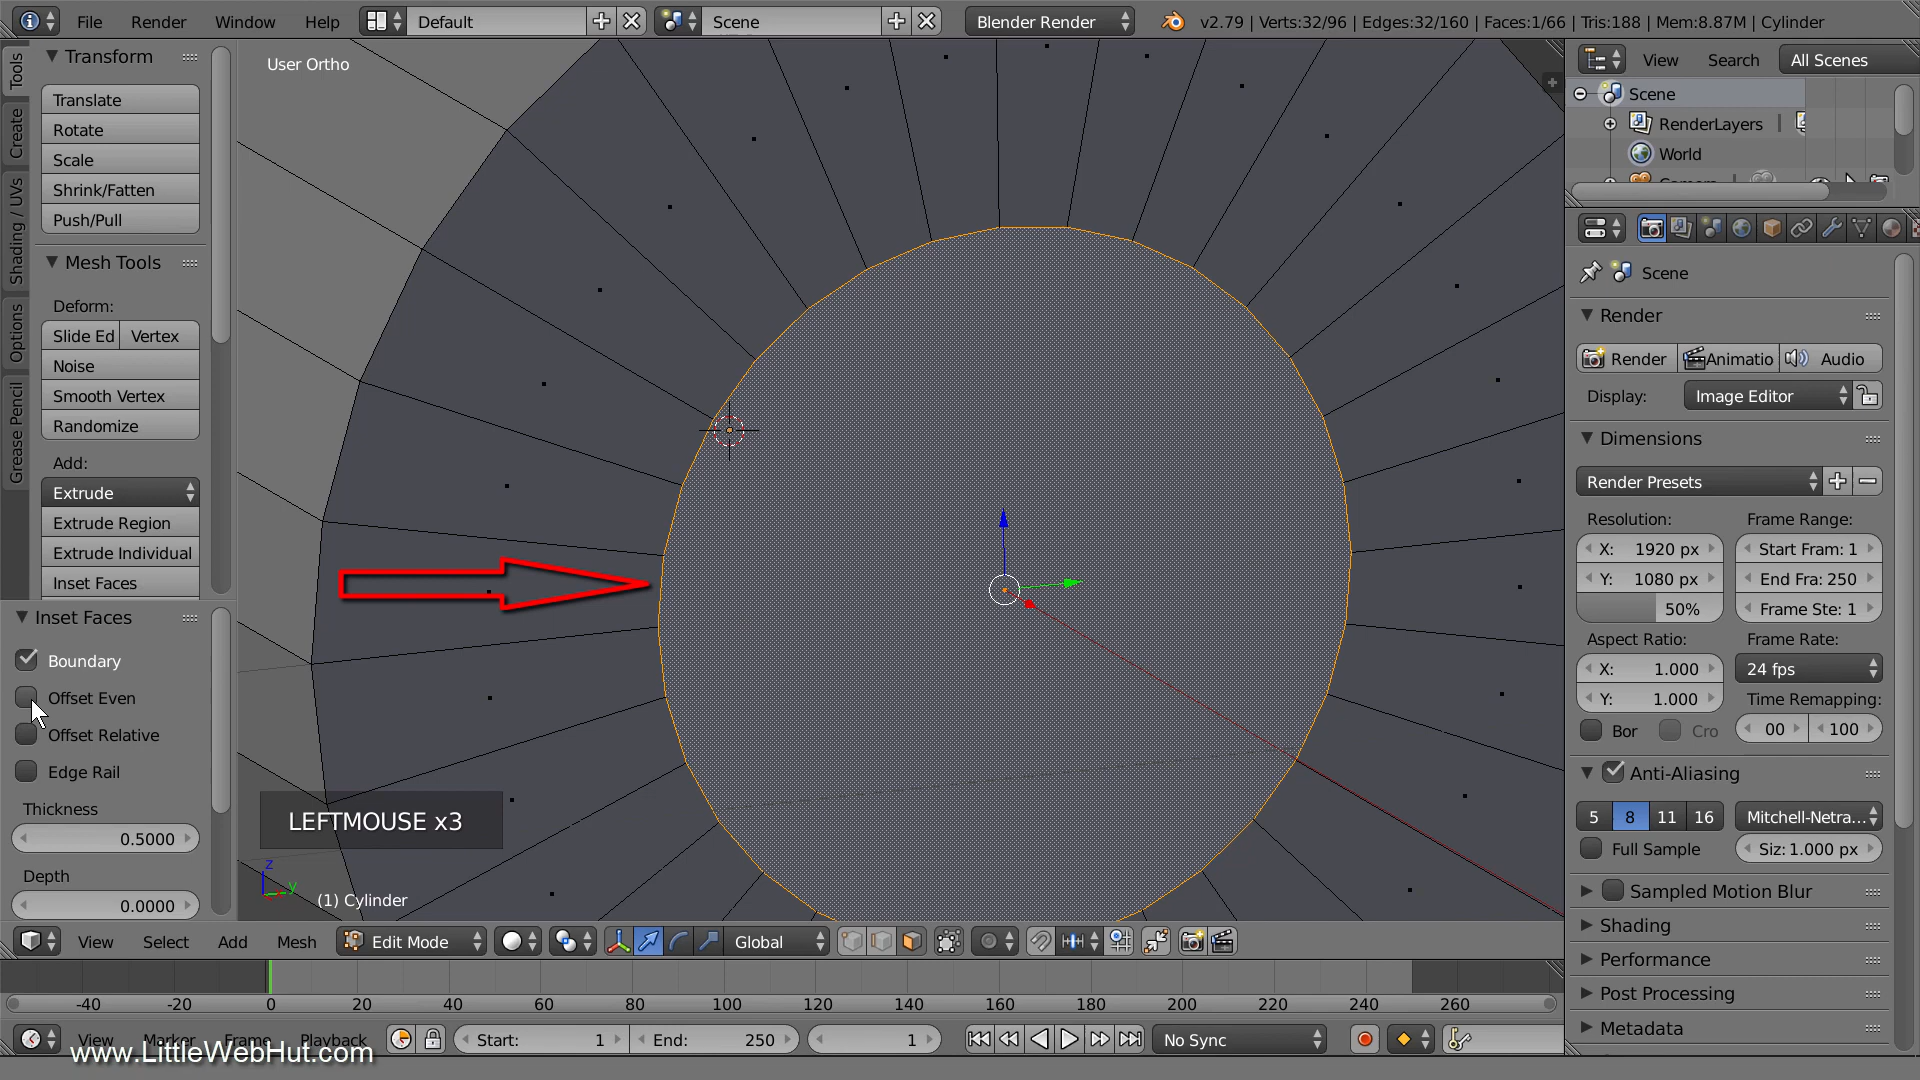 File Render Window Help Default Scene Blender Render v2.79 | Verts:32/96 | Edges:32/160 | Faces:1/66 | Tris:188 | Mem:8.87M | Cylinder
Tools
Create
Shading / UVs
Options
Grease Pencil
Transform
Translate
Rotate
Scale
Shrink/Fatten
Push/Pull
Mesh Tools
Deform:
Slide Ed Vertex
Noise
Smooth Vertex
Randomize
Add:
Extrude
Extrude Region
Extrude Individual
Inset Faces
Inset Faces
Boundary
Offset Even
Offset Relative
Edge Rail
Thickness
0.5000
Depth
0.0000
User Ortho
LEFTMOUSE x3
z
y
(1) Cylinder
View Select Add Mesh Edit Mode Global
-40 -20 0 20 40 60 80 100 120 140 160 180 200 220 240 260
View Marker Frame Playback Start: 1 End: 250 1 No Sync
www.LittleWebHut.com
View Search All Scenes
Scene
RenderLayers
World
Scene
Render
Render Animatio Audio
Display: Image Editor
Dimensions
Render Presets
Resolution: Frame Range:
X: 1920 px Start Fram: 1
Y: 1080 px End Fra: 250
50% Frame Ste: 1
Aspect Ratio: Frame Rate:
X: 1.000 24 fps
Y: 1.000 Time Remapping:
Bor Cro 00 100
Anti-Aliasing
5 8 11 16 Mitchell-Netra...
Full Sample Siz: 1.000 px
Sampled Motion Blur
Shading
Performance
Post Processing
Metadata